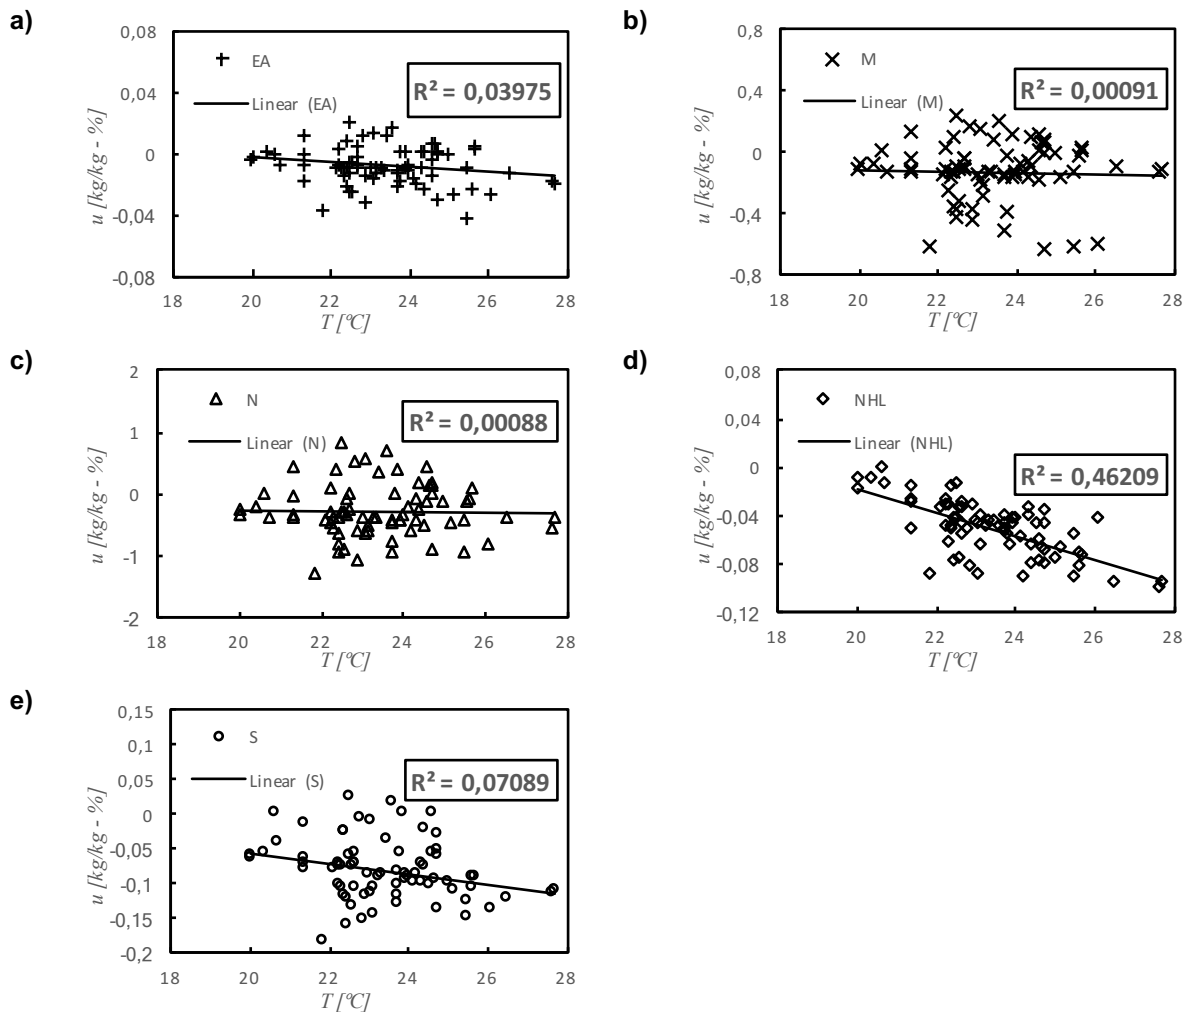 a)
0,08
0,04
0
-0,04
-0,08
u [kg/kg - %]
EA
Linear (EA)
R² = 0,03975
18 20 22 24 26 28
T [ºC]
b)
0,8
0,4
0
-0,4
-0,8
u [kg/kg - %]
M
Linear (M)
R² = 0,00091
18 20 22 24 26 28
T [ºC]
c)
2
1
0
-1
-2
u [kg/kg - %]
N
Linear (N)
R² = 0,00088
18 20 22 24 26 28
T [ºC]
d)
0,08
0,04
0
-0,04
-0,08
-0,12
u [kg/kg - %]
NHL
Linear (NHL)
R² = 0,46209
18 20 22 24 26 28
T [ºC]
e)
0,15
0,1
0,05
0
-0,05
-0,1
-0,15
-0,2
u [kg/kg - %]
S
Linear (S)
R² = 0,07089
18 20 22 24 26 28
T [ºC]